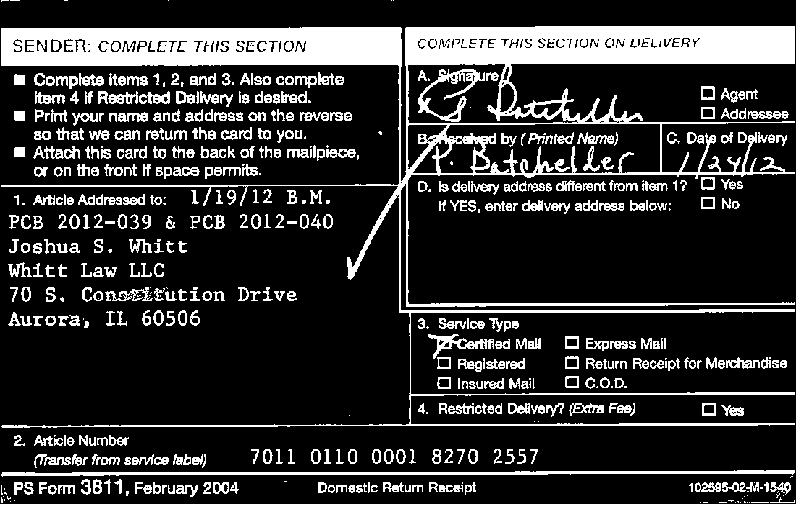 SENDER: COMPLETE THIS SECTION
■ Complete items 1, 2, and 3. Also complete
item 4 if Restricted Delivery is desired.
■ Print your name and address on the reverse
so that we can return the card to you.
■ Attach this card to the back of the mailpiece,
or on the front if space permits.
1. Article Addressed to: 1/19/12 B.M.
PCB 2012-039 & PCB 2012-040
Joshua S. Whitt
Whitt Law LLC
70 S. Constitution Drive
Aurora, IL 60506
2. Article Number
(Transfer from service label) 7011 0110 0001 8270 2557
COMPLETE THIS SECTION ON DELIVERY
A. Signature
Batchelder
☐ Agent
☐ Addressee
B. Received by (Printed Name)
P. Batchelder
C. Date of Delivery
1/24/12
D. Is delivery address different from item 1? ☐ Yes
If YES, enter delivery address below: ☐ No
3. Service Type
☒ Certified Mail ☐ Express Mail
☐ Registered ☐ Return Receipt for Merchandise
☐ Insured Mail ☐ C.O.D.
4. Restricted Delivery? (Extra Fee) ☐ Yes
PS Form 3811, February 2004 Domestic Return Receipt 102595-02-M-1540